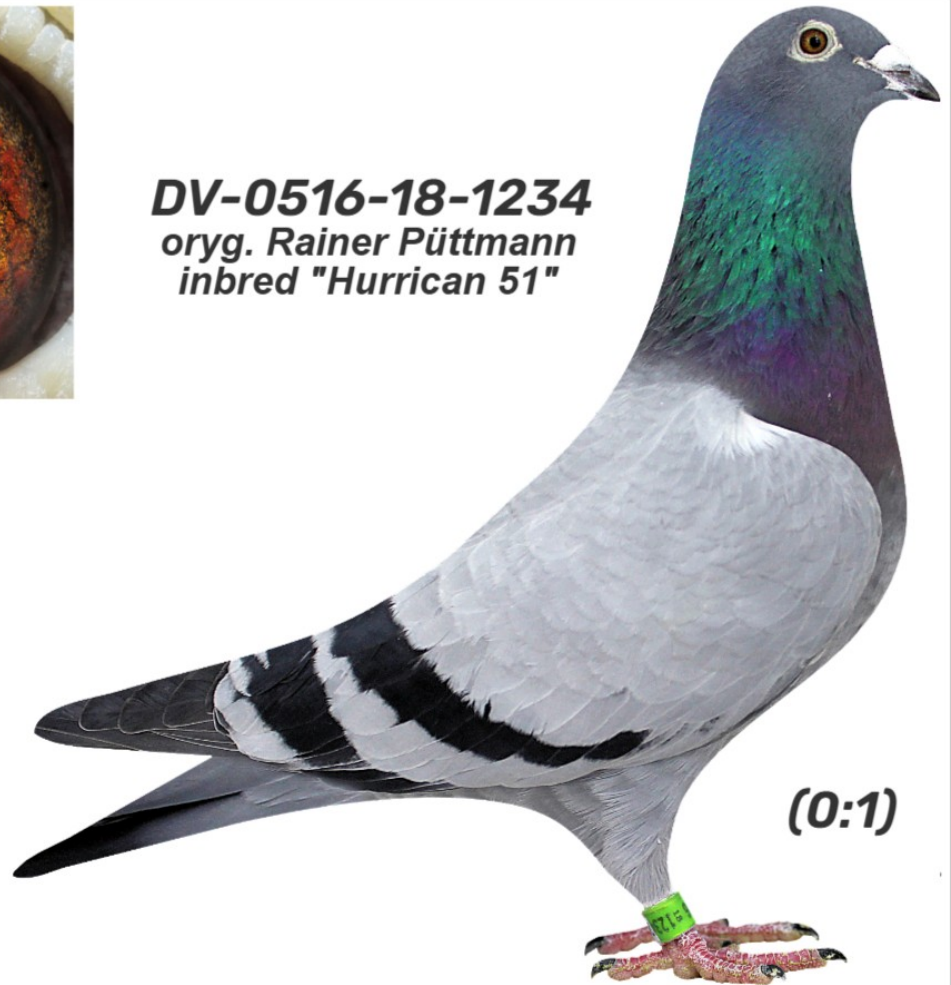 DV-0516-18-1234
oryg. Rainer Püttmann
inbred "Hurrican 51"
(0:1)